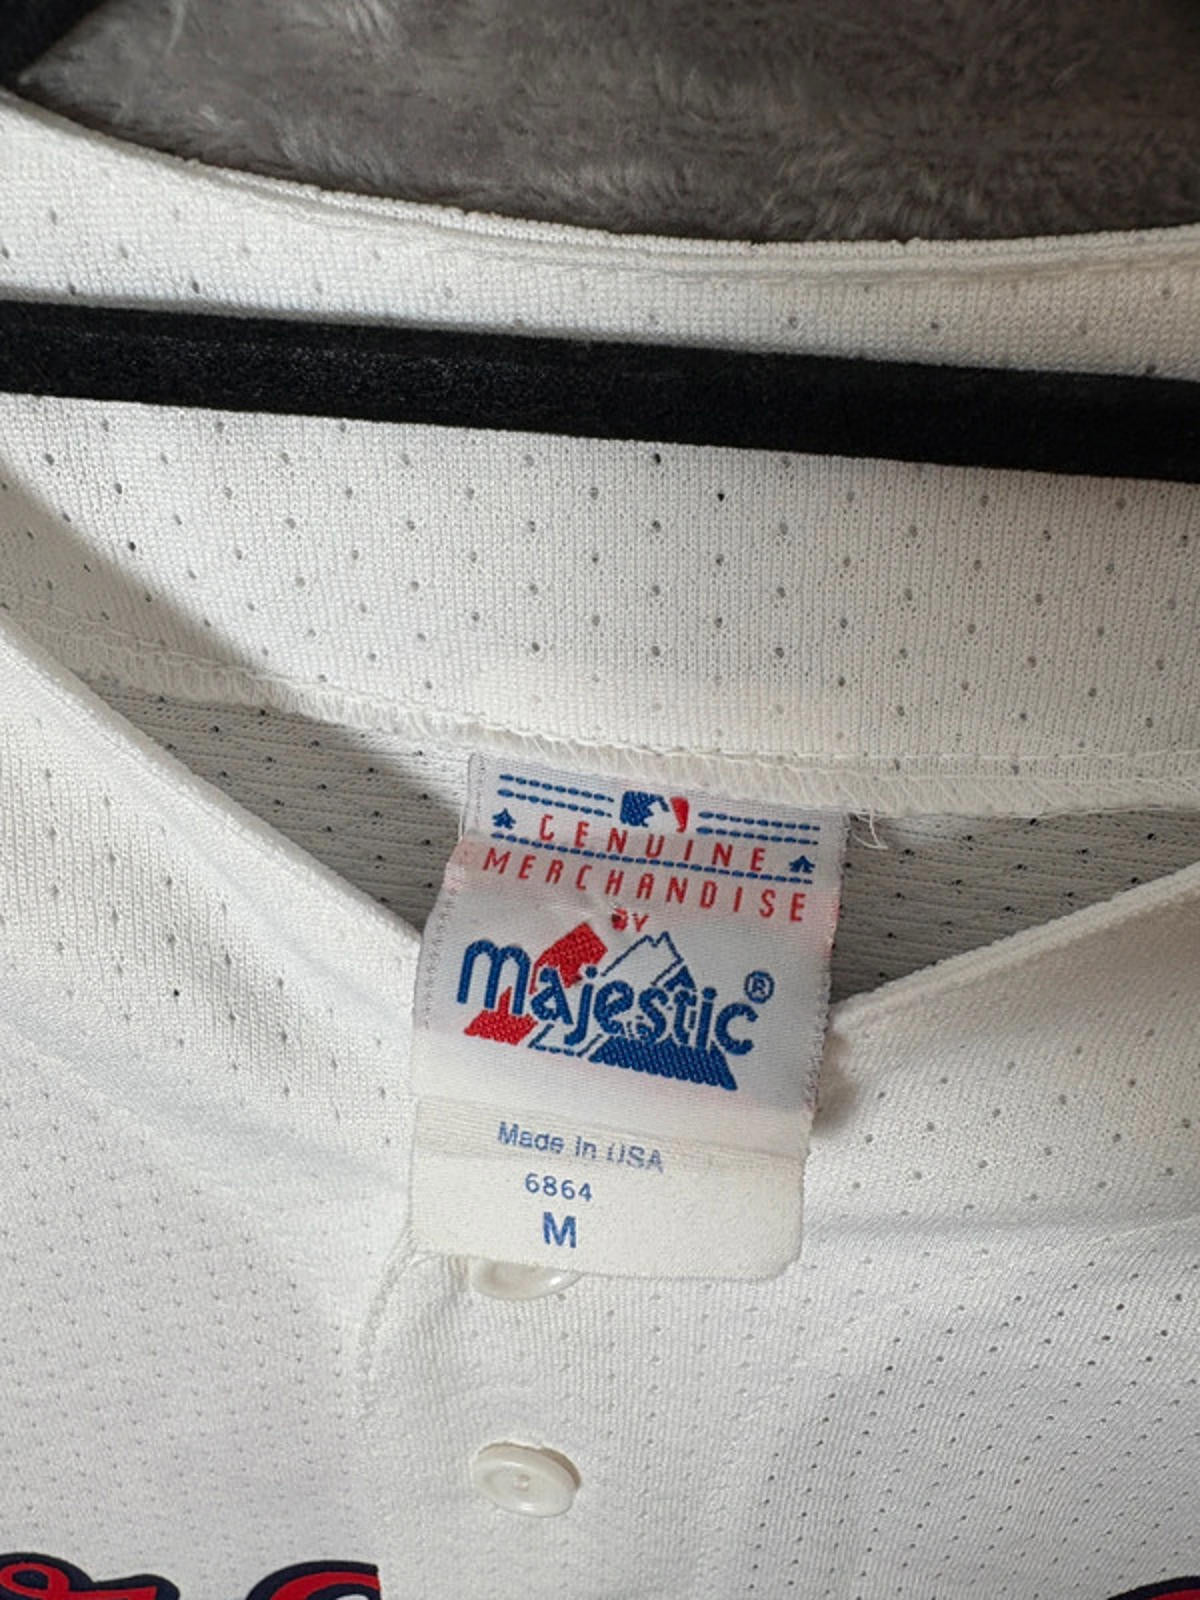 GENUINE
MERCHANDISE
BY
Majestic®
Made in USA
6864
M